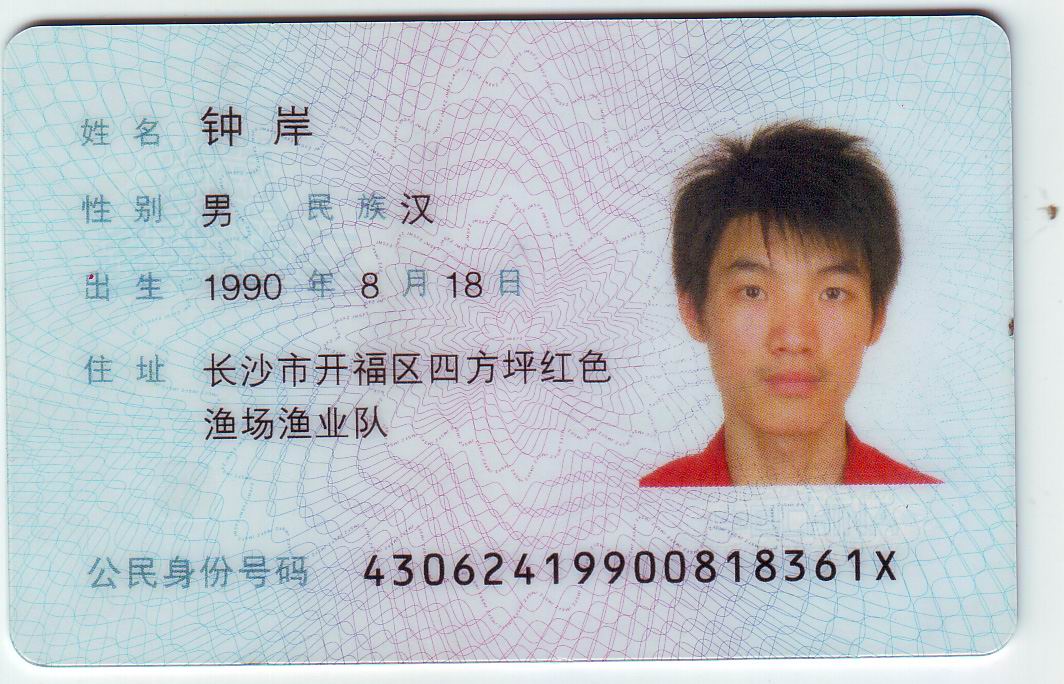 姓名 钟岸
性别 男 民族 汉
出生 1990 年 8 月 18 日
住址 长沙市开福区四方坪红色
渔场渔业队
公民身份号码 43062419900818361X